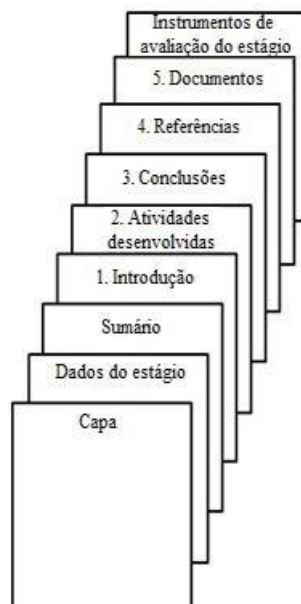 Instrumentos de
avaliação do estágio
5. Documentos
4. Referências
3. Conclusões
2. Atividades
desenvolvidas
1. Introdução
Sumário
Dados do estágio
Capa